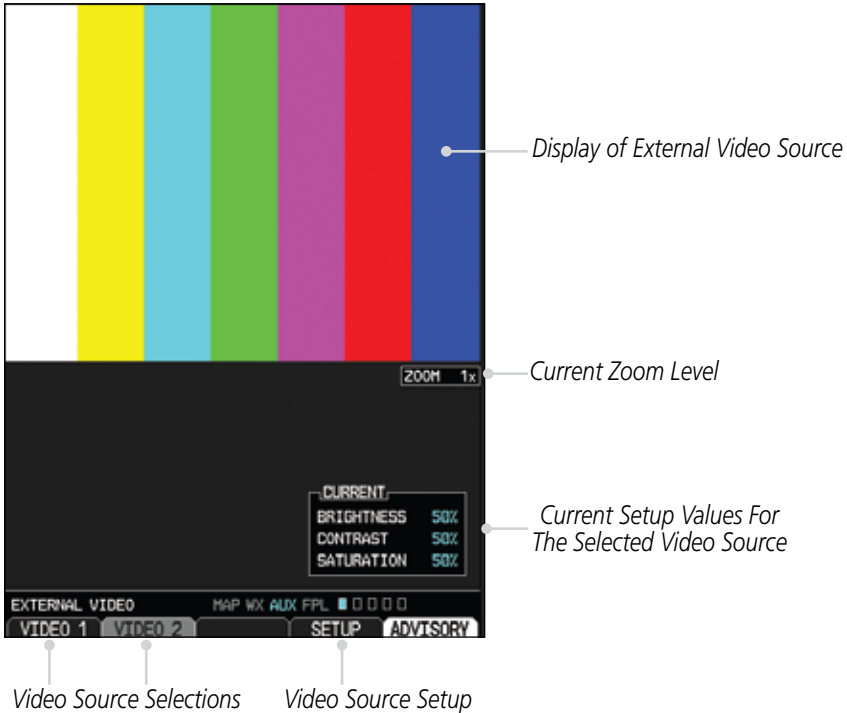 Display of External Video Source
ZOOM 1x
Current Zoom Level
CURRENT
BRIGHTNESS 50%
CONTRAST 50%
SATURATION 50%
Current Setup Values For
The Selected Video Source
EXTERNAL VIDEO MAP WX AUX FPL
VIDEO 1 VIDEO 2 SETUP ADVISORY
Video Source Selections Video Source Setup